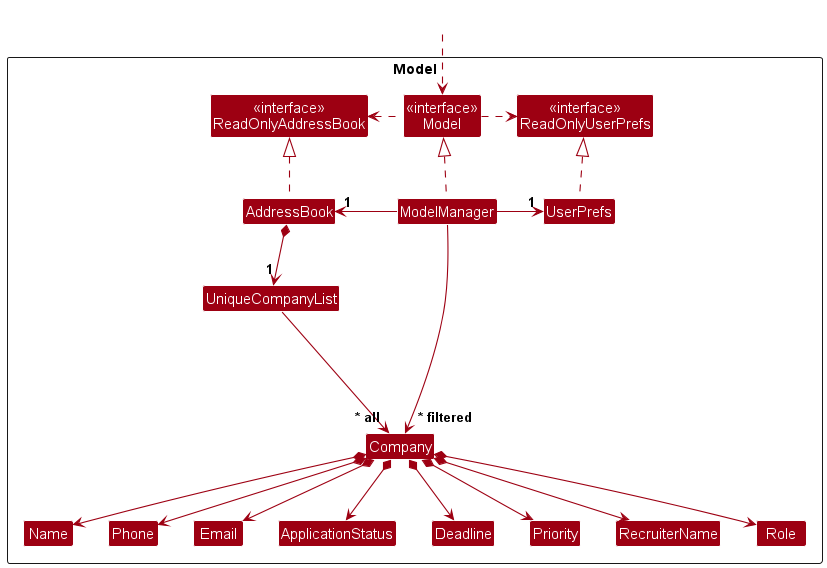 Model
«interface»
ReadOnlyAddressBook
«interface»
Model
«interface»
ReadOnlyUserPrefs
AddressBook
1
ModelManager
1
UserPrefs
1
UniqueCompanyList
* all
* filtered
Company
Name
Phone
Email
ApplicationStatus
Deadline
Priority
RecruiterName
Role